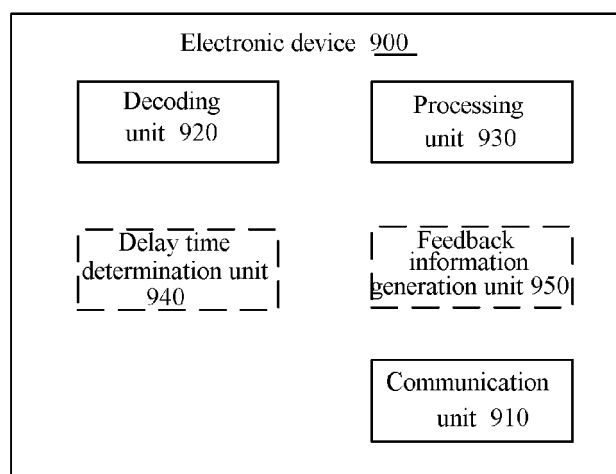 Electronic device 900
Decoding
unit 920
Processing
unit 930
Delay time
determination unit
940
Feedback
information
generation unit 950
Communication
unit 910